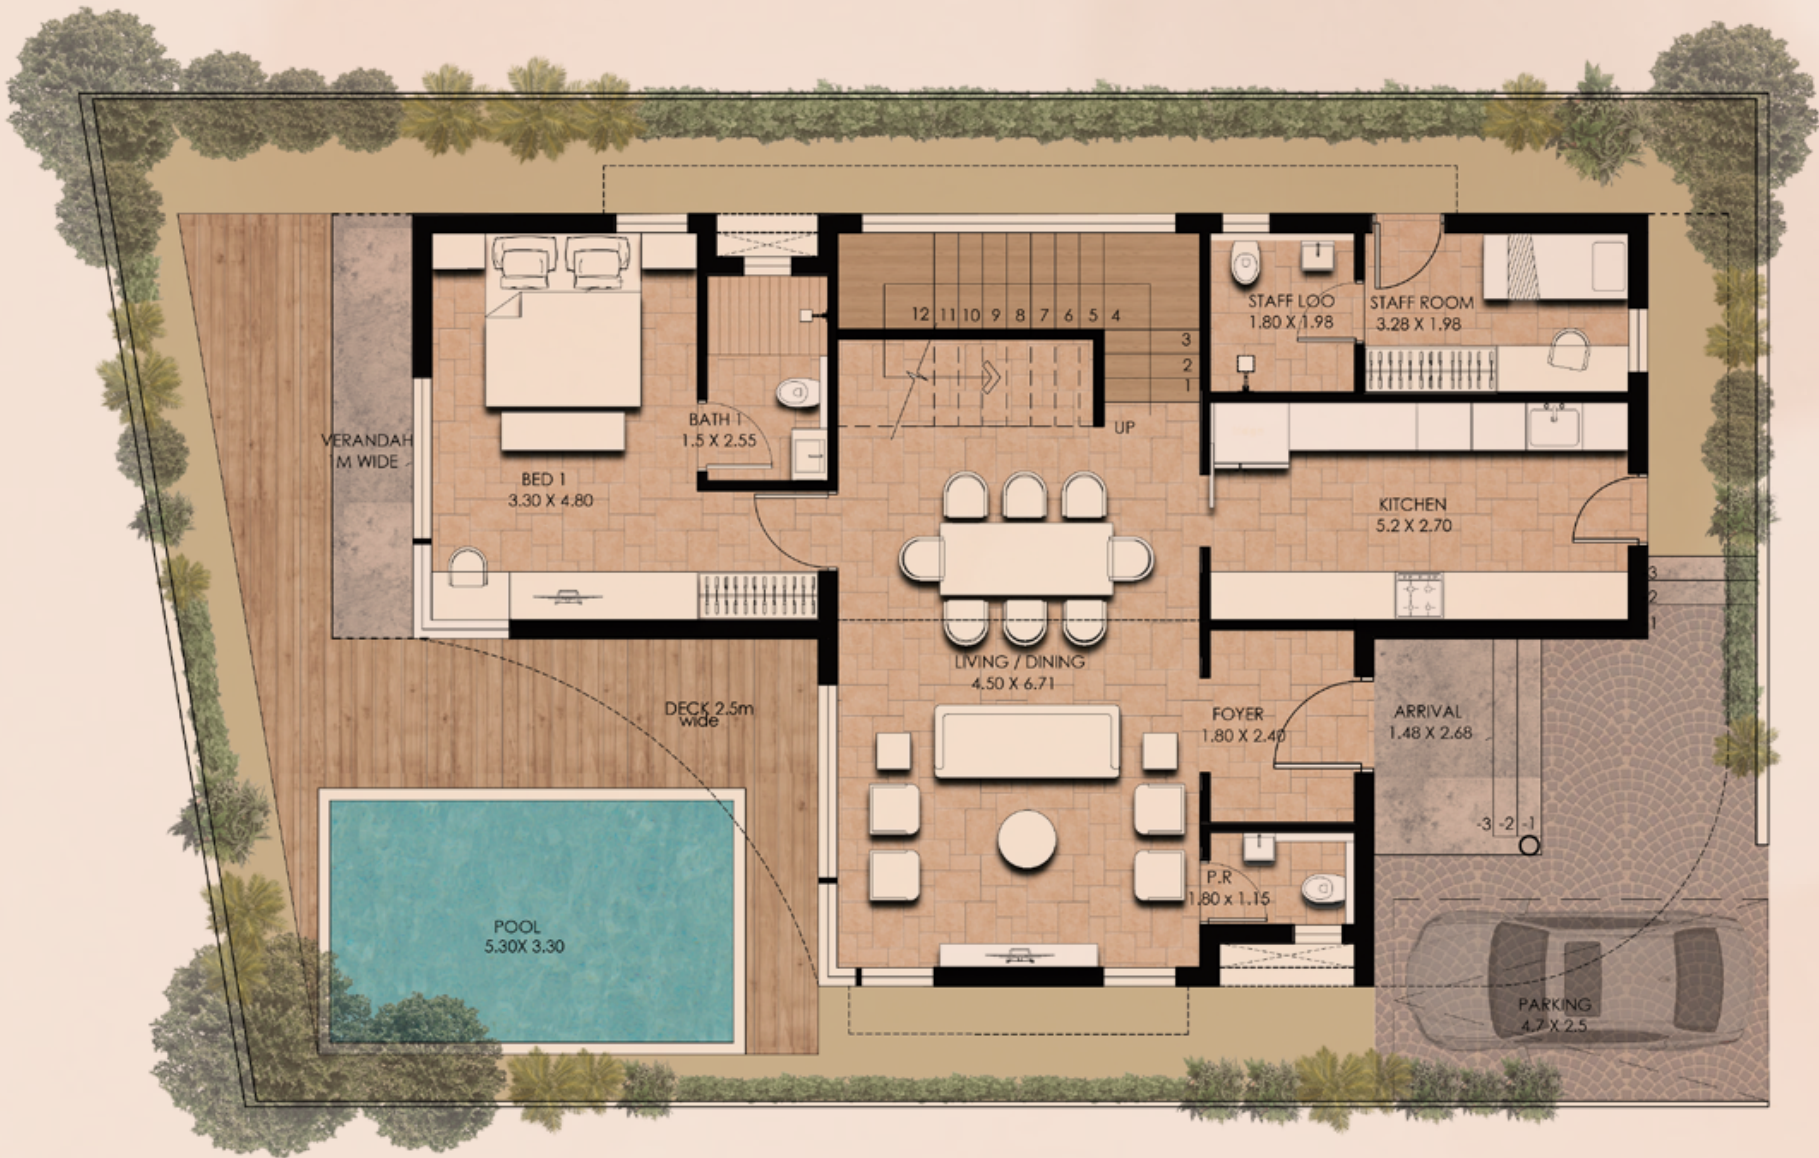 12 11 10 9 8 7 6 5 4
3
2
1
UP
STAFF LOO
1.80 X 1.98
STAFF ROOM
3.28 X 1.98
VERANDAH
1M WIDE
BATH 1
1.5 X 2.55
BED 1
3.30 X 4.80
KITCHEN
5.2 X 2.70
3
2
1
LIVING / DINING
4.50 X 6.71
DECK 2.5m
wide
FOYER
1.80 X 2.40
ARRIVAL
1.48 X 2.68
-3 -2 -1
P.R
1.80 x 1.15
POOL
5.30X 3.30
PARKING
4.7 X 2.5